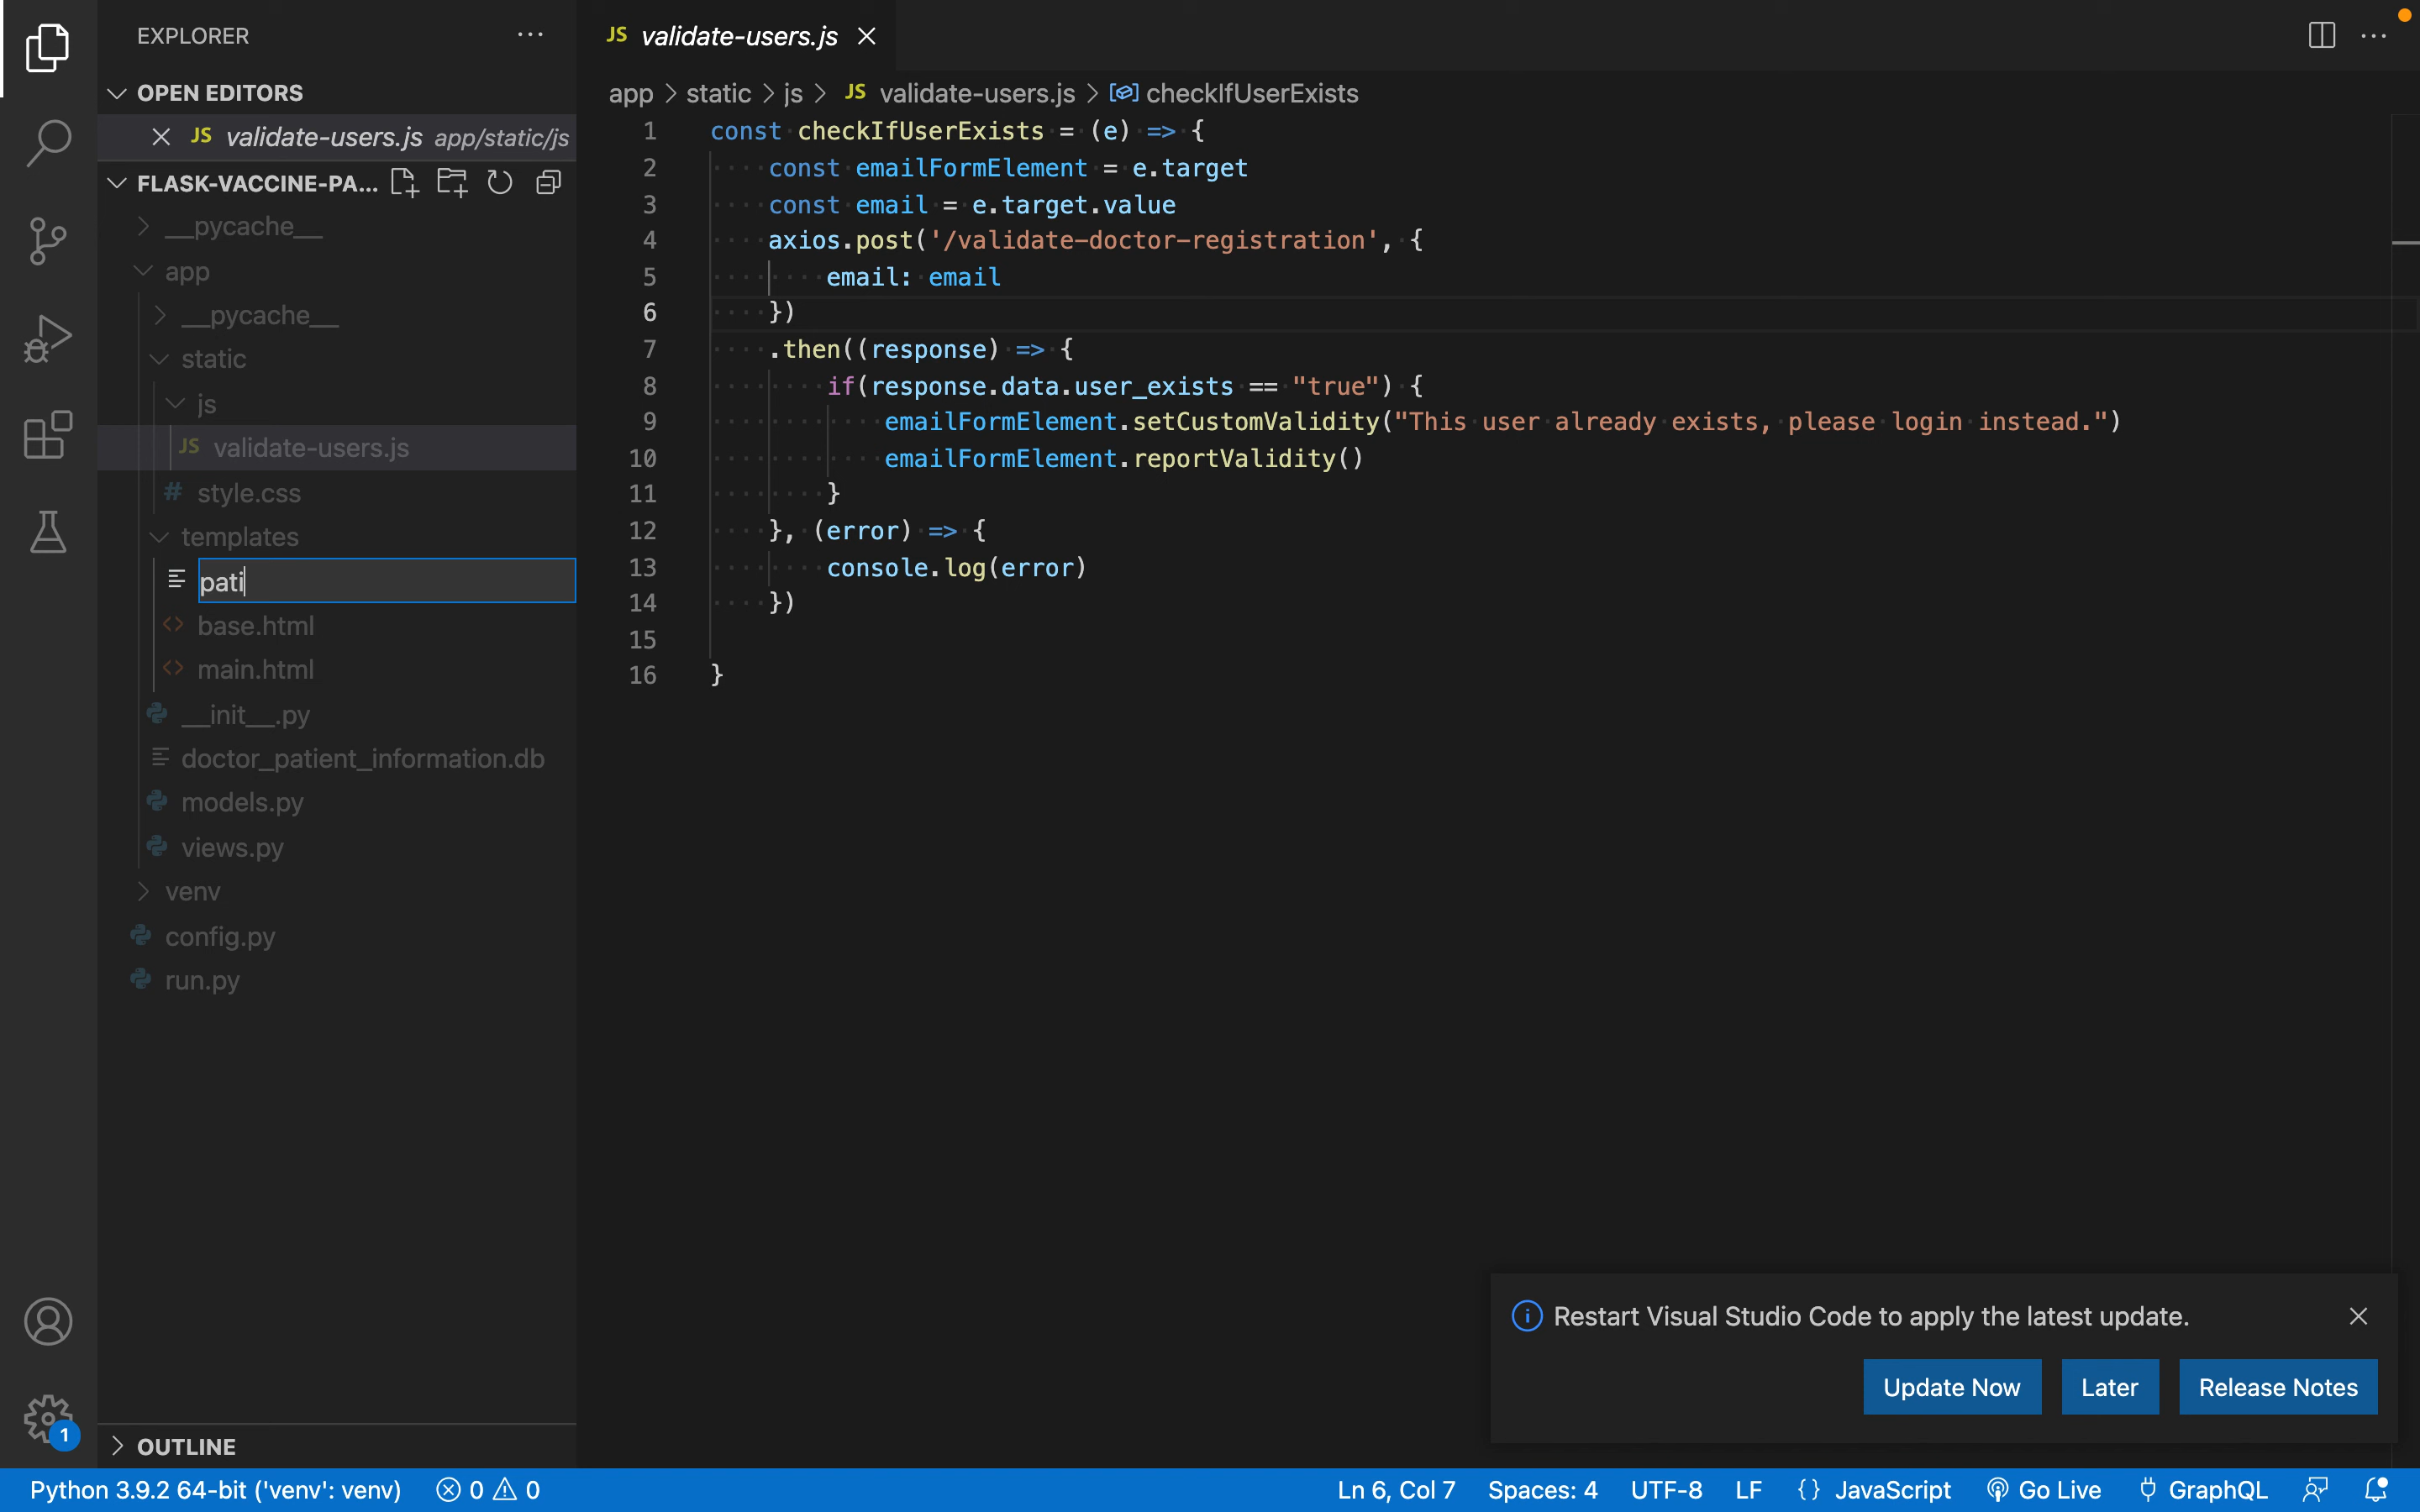 EXPLORER
OPEN EDITORS
JS validate-users.js app/static/js
FLASK-VACCINE-PA...
__pycache__
app
__pycache__
static
js
JS validate-users.js
# style.css
templates
pati
<> base.html
<> main.html
__init__.py
doctor_patient_information.db
models.py
views.py
venv
config.py
run.py
OUTLINE
1
JS validate-users.js
app > static > js > JS validate-users.js > checkIfUserExists
1 const checkIfUserExists = (e) => {
2 const emailFormElement = e.target
3 const email = e.target.value
4 axios.post('/validate-doctor-registration', {
5 email: email
6 })
7 .then((response) => {
8 if(response.data.user_exists == "true") {
9 emailFormElement.setCustomValidity("This user already exists, please login instead.")
10 emailFormElement.reportValidity()
11 }
12 }, (error) => {
13 console.log(error)
14 })
15
16 }
Restart Visual Studio Code to apply the latest update.
Update Now Later Release Notes
Python 3.9.2 64-bit ('venv': venv) 0 0 Ln 6, Col 7 Spaces: 4 UTF-8 LF {} JavaScript Go Live GraphQL